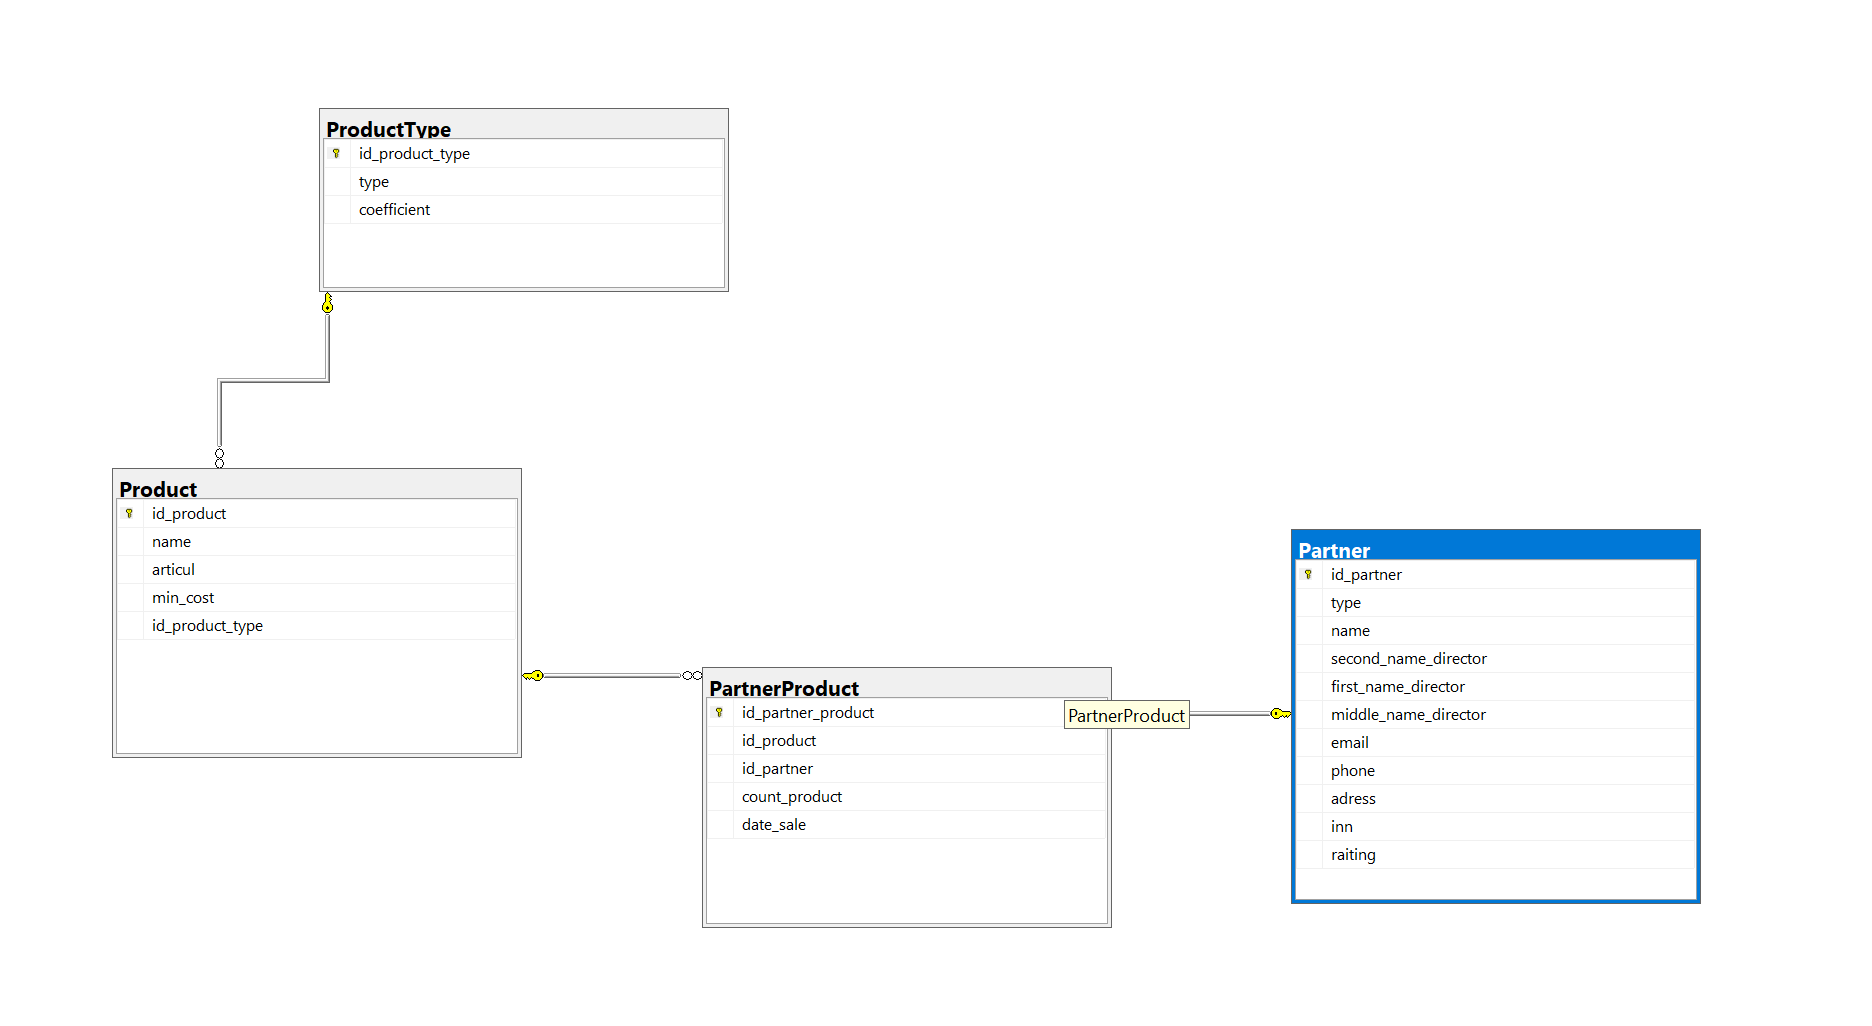 ProductType
id_product_type
type
coefficient
Product
id_product
name
articul
min_cost
id_product_type
PartnerProduct
id_partner_product
id_product
id_partner
count_product
date_sale
PartnerProduct
Partner
id_partner
type
name
second_name_director
first_name_director
middle_name_director
email
phone
adress
inn
raiting